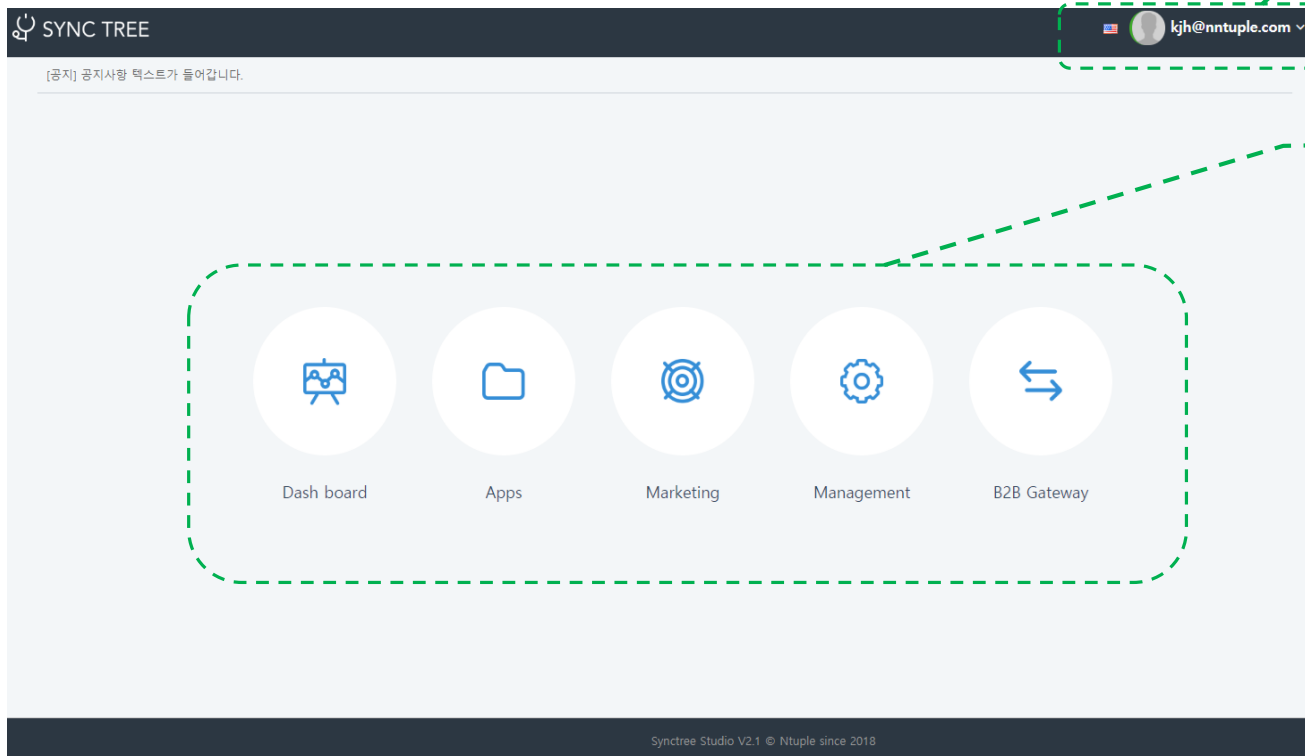 SYNC TREE
kjh@nntuple.com
[공지] 공지사항 텍스트가 들어갑니다.
Dash board
Apps
Marketing
Management
B2B Gateway
Synctree Studio V2.1 © Ntuple since 2018